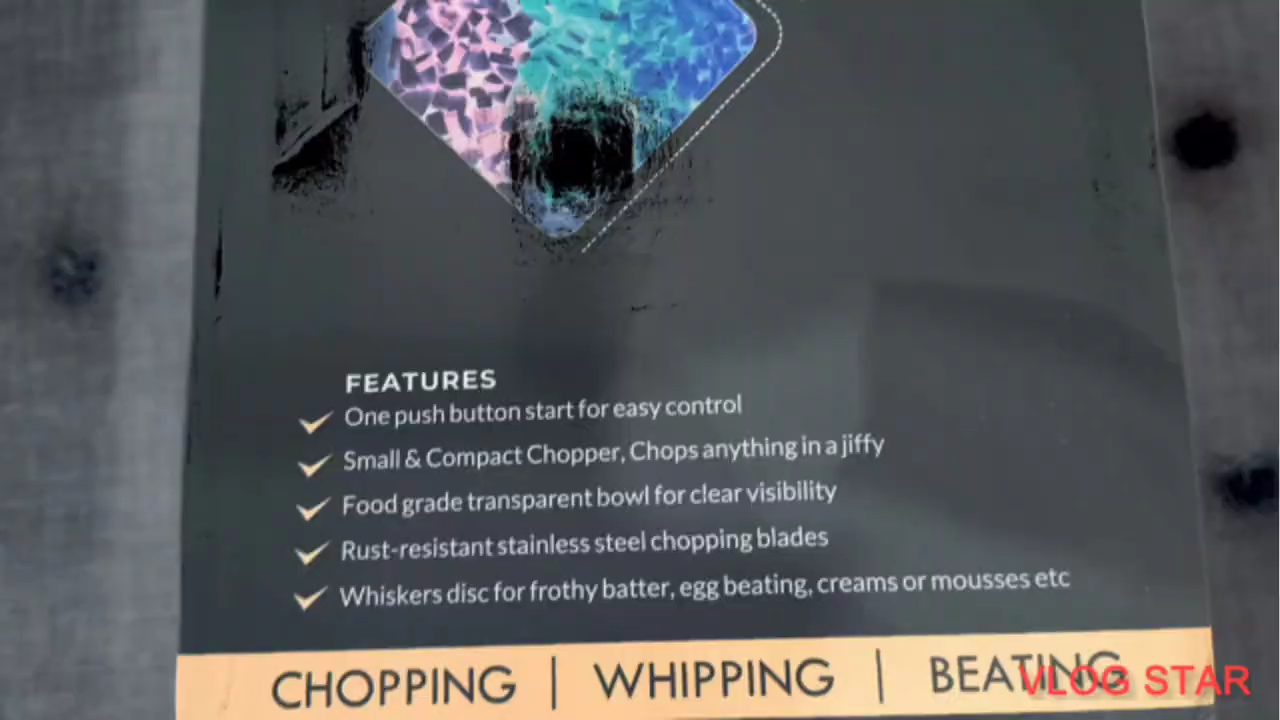 FEATURES
One push button start for easy control
Small & Compact Chopper, Chops anything in a jiffy
Food grade transparent bowl for clear visibility
Rust-resistant stainless steel chopping blades
Whiskers disc for frothy batter, egg beating, creams or mousses etc
CHOPPING | WHIPPING | BEATING
VLOG STAR